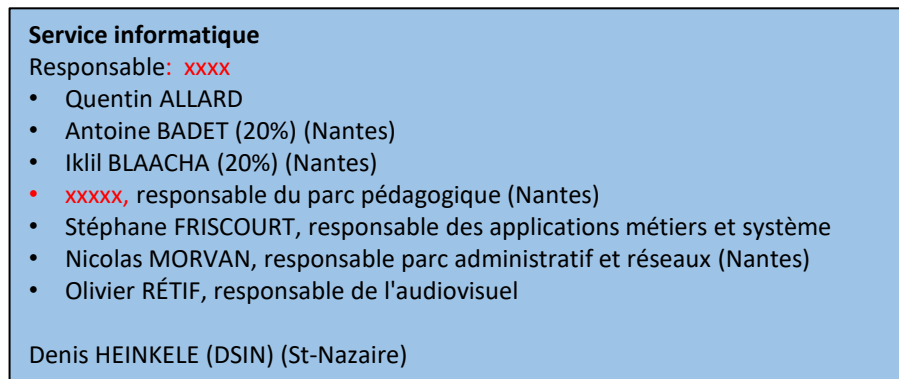 Service informatique
Responsable: xxxx
• Quentin ALLARD
• Antoine BADET (20%) (Nantes)
• Iklil BLAACHA (20%) (Nantes)
• xxxxx, responsable du parc pédagogique (Nantes)
• Stéphane FRISCOURT, responsable des applications métiers et système
• Nicolas MORVAN, responsable parc administratif et réseaux (Nantes)
• Olivier RÉTIF, responsable de l'audiovisuel
Denis HEINKELE (DSIN) (St-Nazaire)